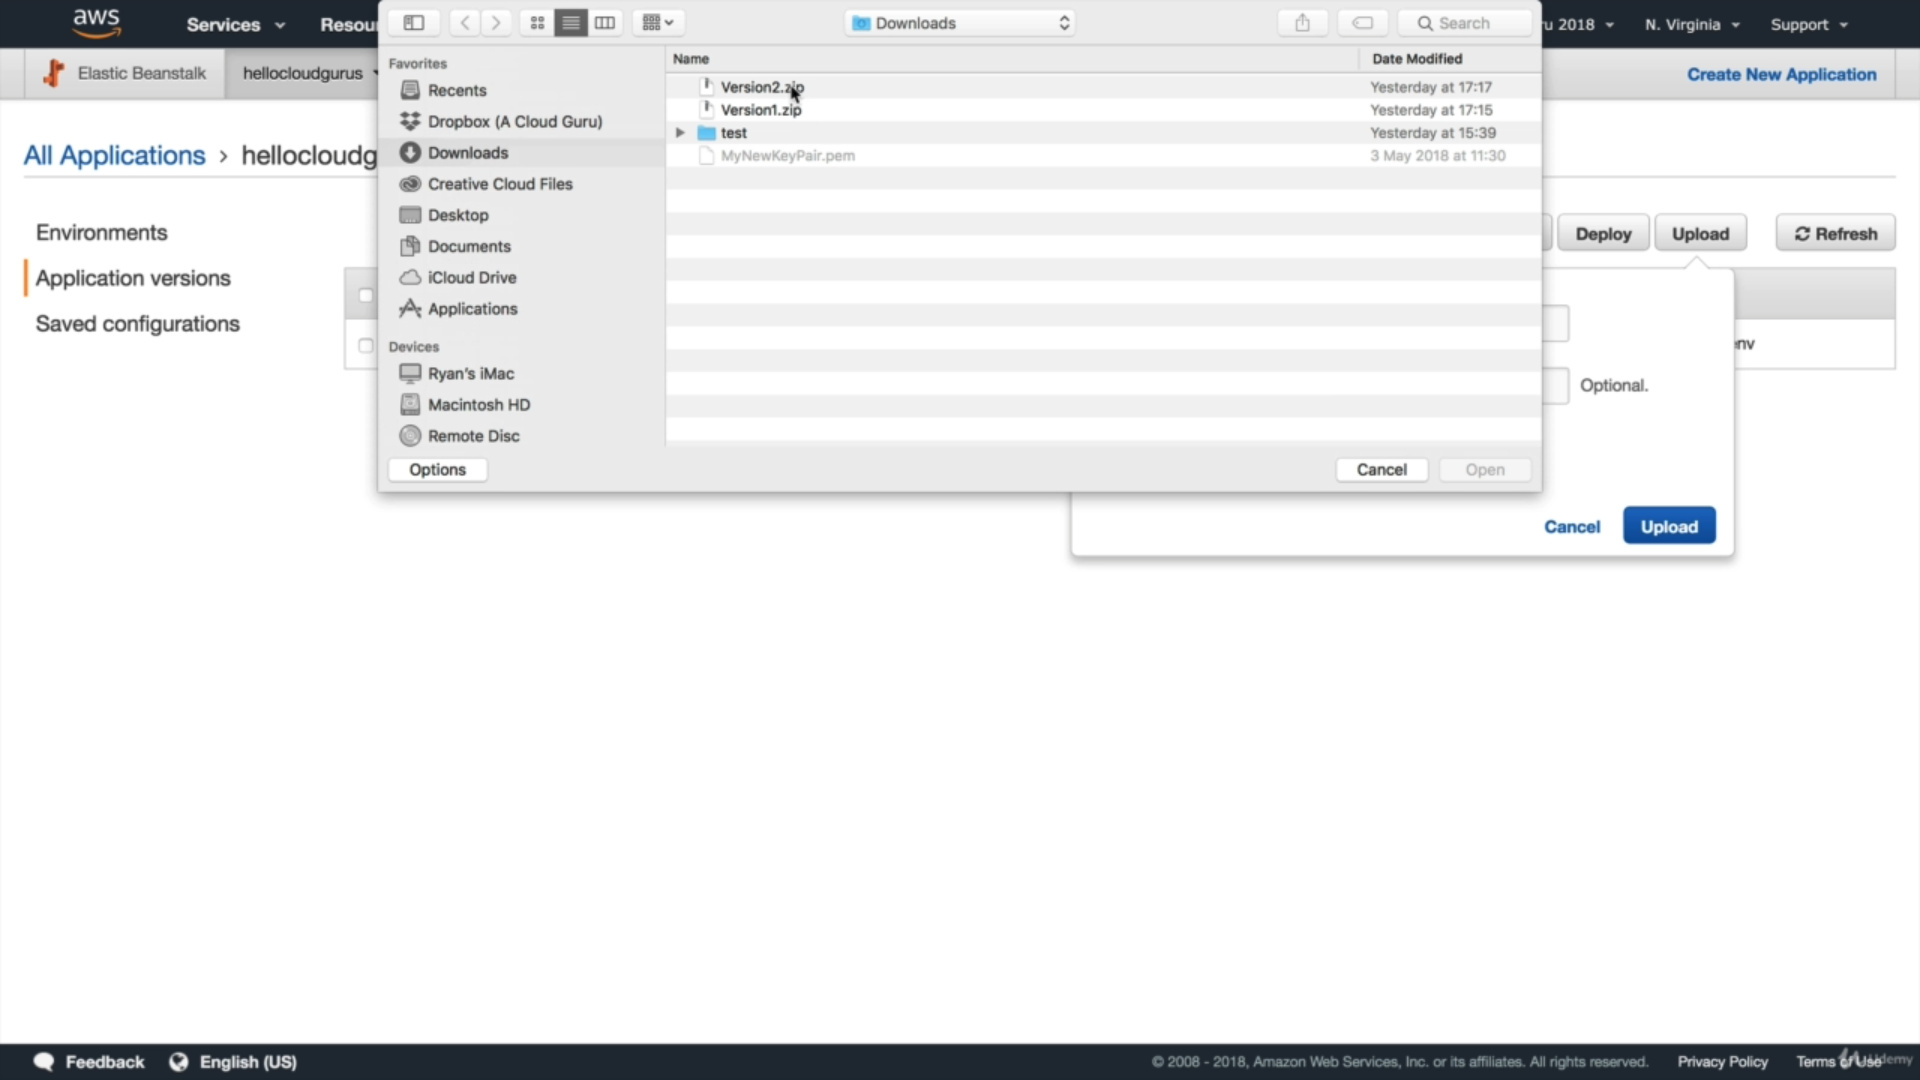 aws
Services
Resou
Downloads
Search
u 2018
N. Virginia
Support
Elastic Beanstalk
hellocloudgurus
Create New Application
All Applications › hellocloudg
Environments
Application versions
Saved configurations
Favorites
Recents
Dropbox (A Cloud Guru)
Downloads
Creative Cloud Files
Desktop
Documents
iCloud Drive
Applications
Devices
Ryan's iMac
Macintosh HD
Remote Disc
Name
Date Modified
Version2.zip
Yesterday at 17:17
Version1.zip
Yesterday at 17:15
test
Yesterday at 15:39
MyNewKeyPair.pem
3 May 2018 at 11:30
Options
Cancel
Open
Deploy
Upload
Refresh
nv
Optional.
Cancel
Upload
Feedback
English (US)
© 2008 - 2018, Amazon Web Services, Inc. or its affiliates. All rights reserved.
Privacy Policy
Terms of Use